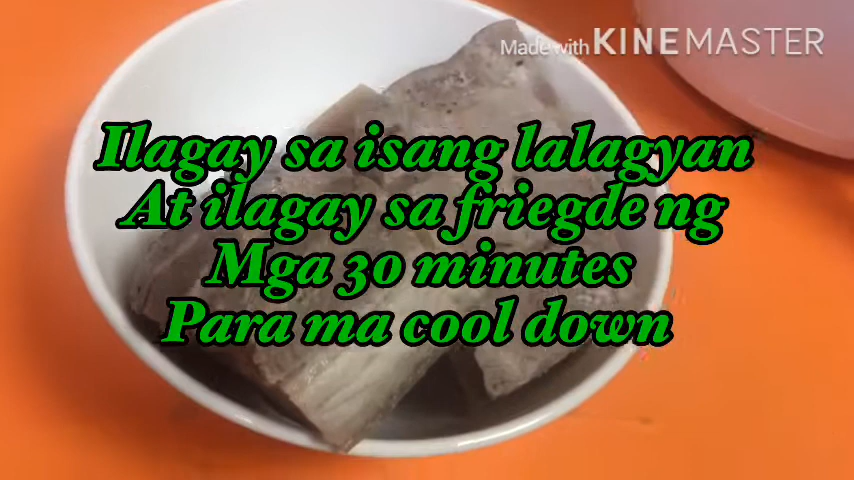 Made with KINEMASTER
Ilagay sa isang lalagyan
At ilagay sa friegde ng
Mga 30 minutes
Para ma cool down